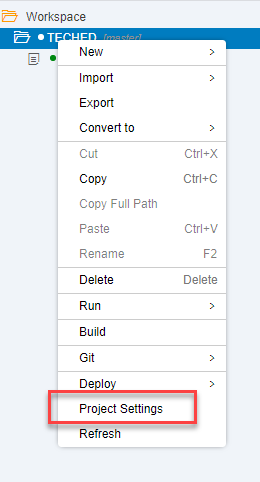 Workspace
TECHED [master]
New >
Import >
Export
Convert to >
Cut Ctrl+X
Copy Ctrl+C
Copy Full Path
Paste Ctrl+V
Rename F2
Delete Delete
Run >
Build
Git >
Deploy >
Project Settings
Refresh